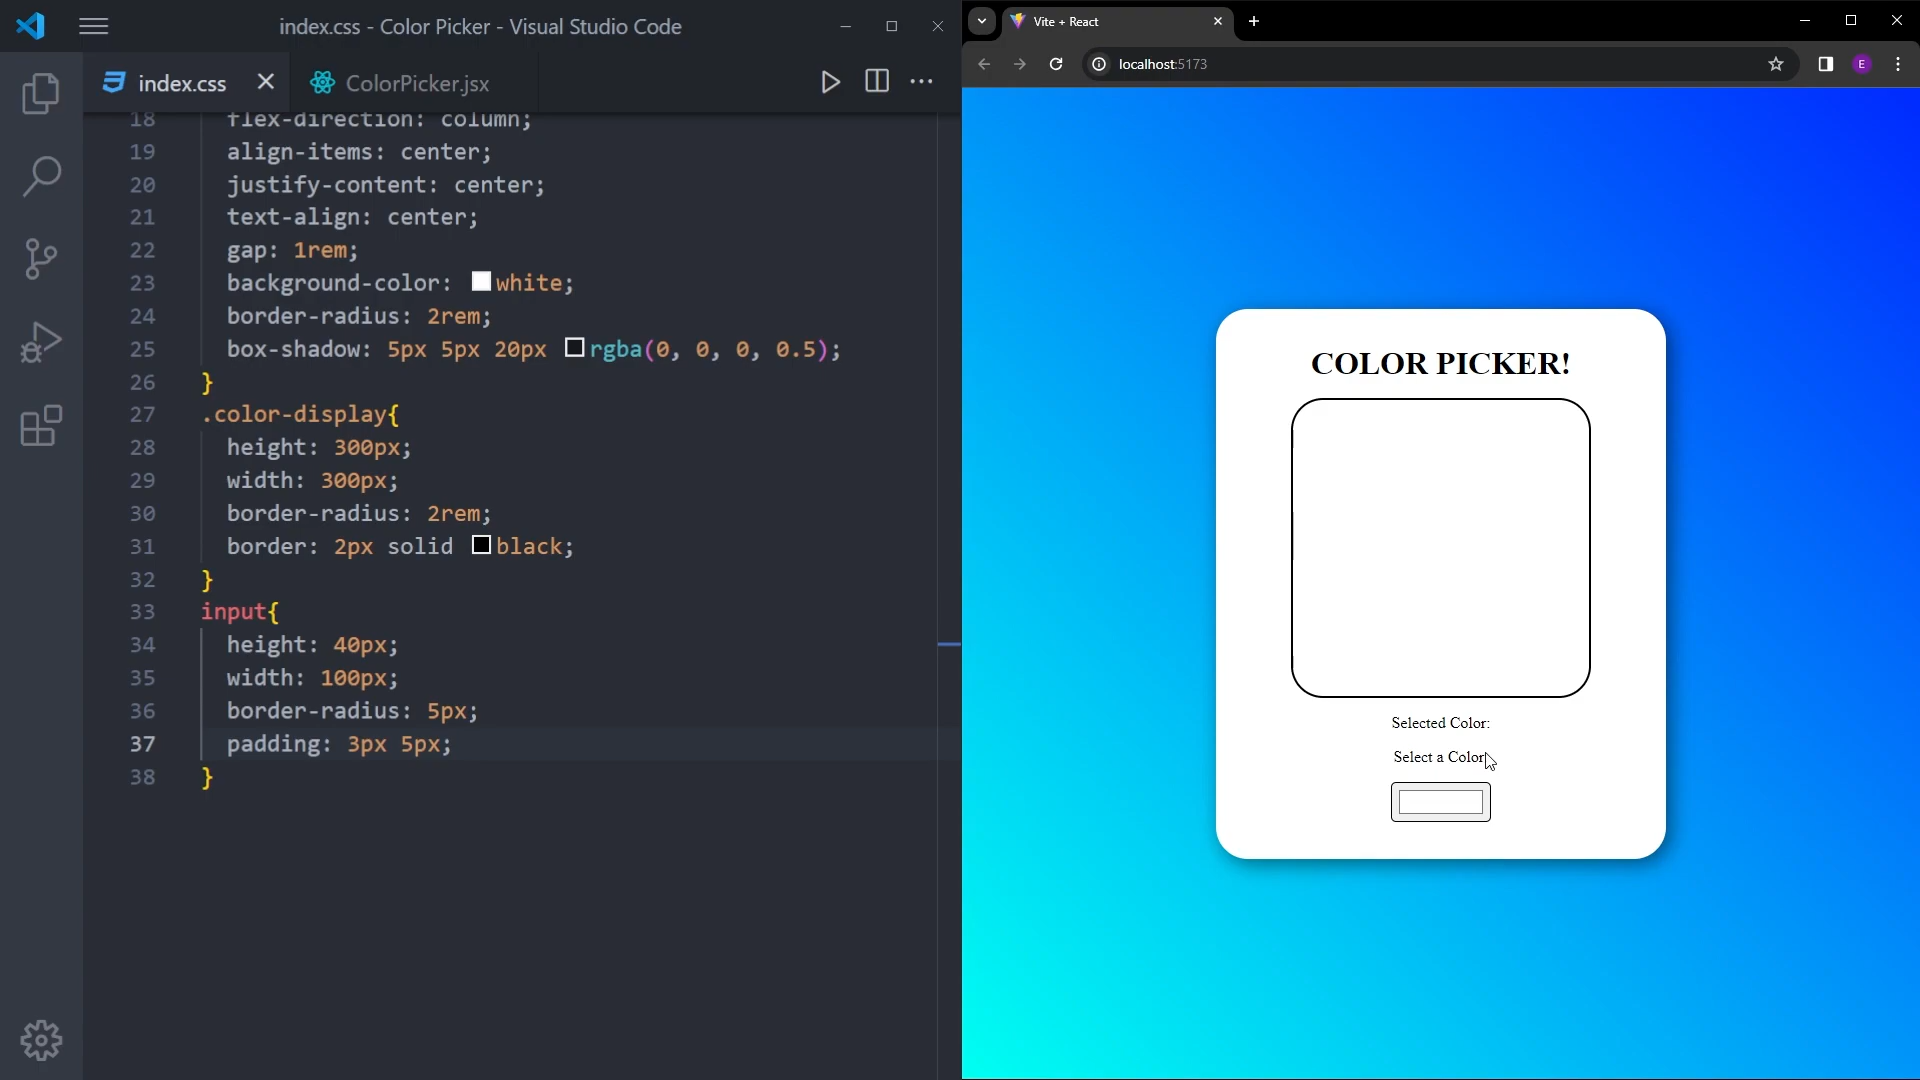 index.css - Color Picker - Visual Studio Code
index.css
ColorPicker.jsx
18 flex-direction: column;
19 align-items: center;
20 justify-content: center;
21 text-align: center;
22 gap: 1rem;
23 background-color: white;
24 border-radius: 2rem;
25 box-shadow: 5px 5px 20px rgba(0, 0, 0, 0.5);
26 }
27 .color-display{
28 height: 300px;
29 width: 300px;
30 border-radius: 2rem;
31 border: 2px solid black;
32 }
33 input{
34 height: 40px;
35 width: 100px;
36 border-radius: 5px;
37 padding: 3px 5px;
38 }
Vite + React
localhost:5173
E
COLOR PICKER!
Selected Color:
Select a Color